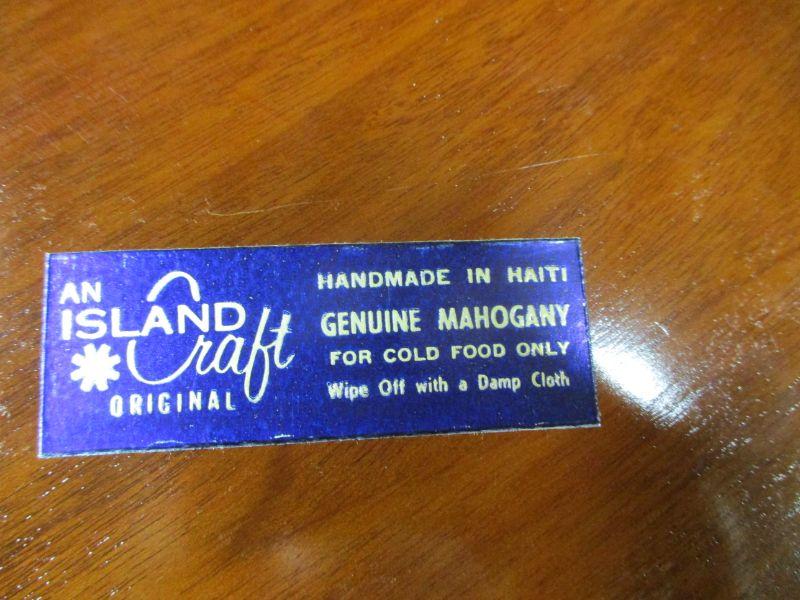 AN
ISLAND
Craft
ORIGINAL
HANDMADE IN HAITI
GENUINE MAHOGANY
FOR COLD FOOD ONLY
Wipe Off with a Damp Cloth